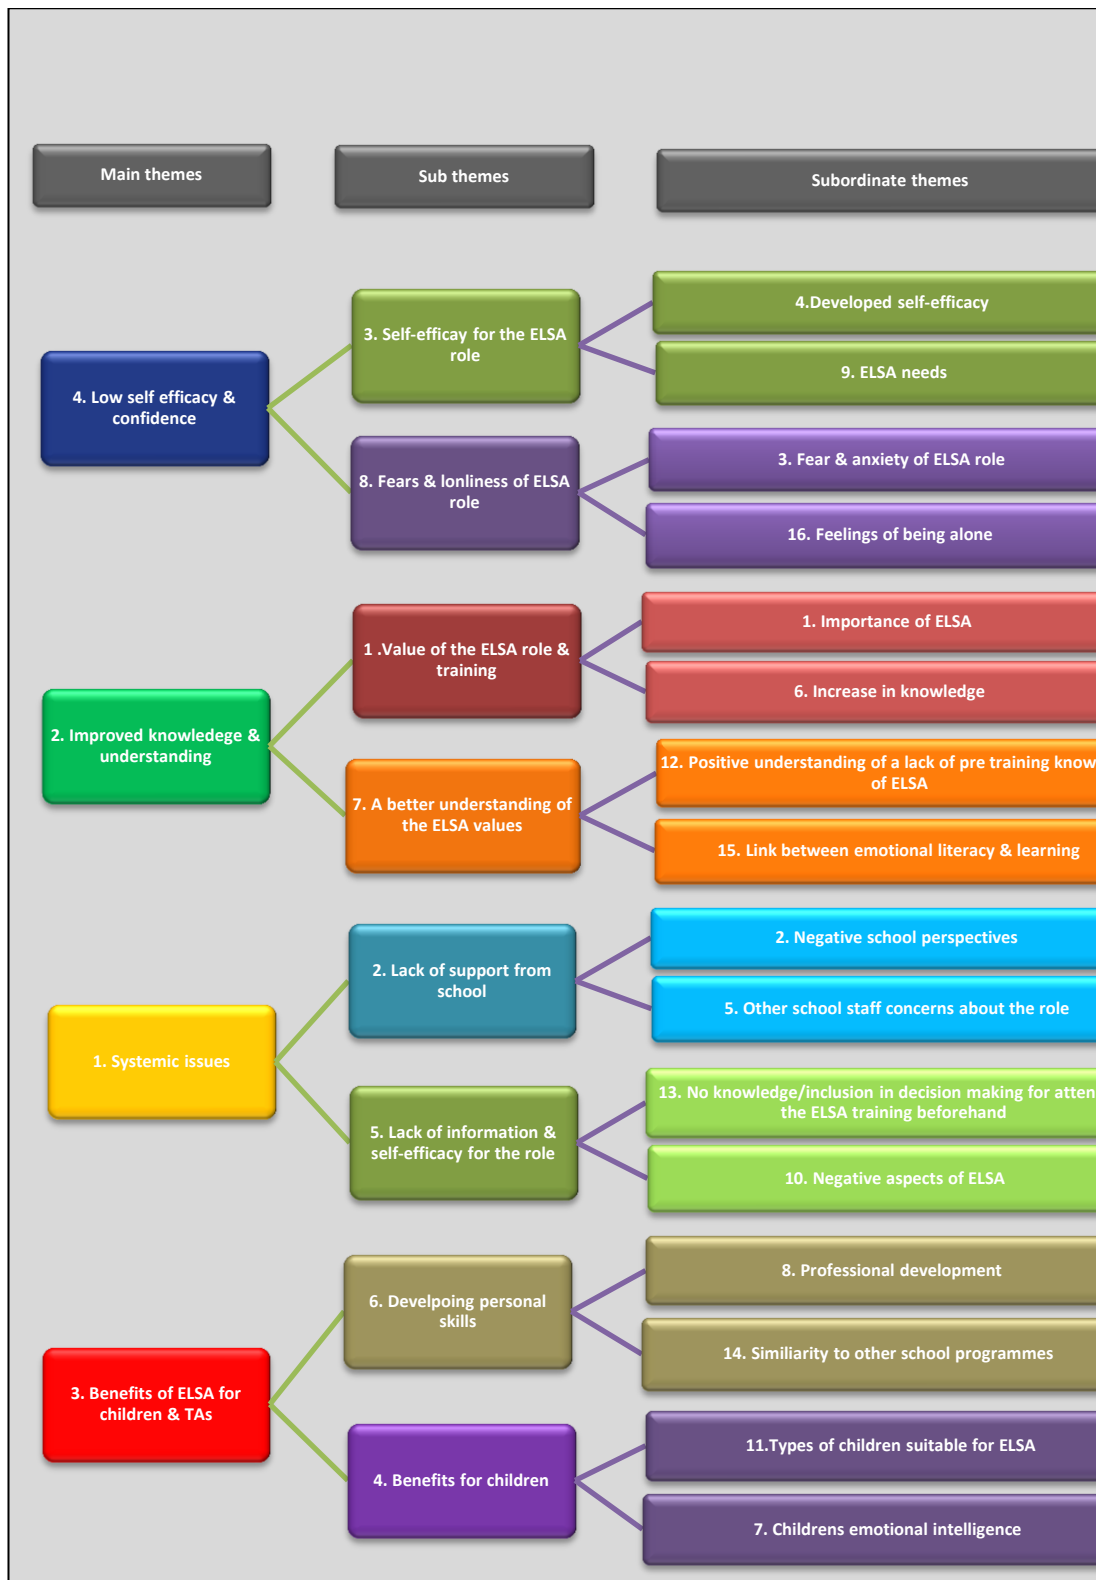 Main themes
Sub themes
Subordinate themes
4. Low self efficacy &
confidence
3. Self-efficay for the ELSA
role
4.Developed self-efficacy
9. ELSA needs
8. Fears & lonliness of ELSA
role
3. Fear & anxiety of ELSA role
16. Feelings of being alone
2. Improved knowledege &
understanding
1 .Value of the ELSA role &
training
1. Importance of ELSA
6. Increase in knowledge
7. A better understanding of
the ELSA values
12. Positive understanding of a lack of pre training know
of ELSA
15. Link between emotional literacy & learning
1. Systemic issues
2. Lack of support from
school
2. Negative school perspectives
5. Other school staff concerns about the role
5. Lack of information &
self-efficacy for the role
13. No knowledge/inclusion in decision making for atten
the ELSA training beforehand
10. Negative aspects of ELSA
3. Benefits of ELSA for
children & TAs
6. Develpoing personal
skills
8. Professional development
14. Similiarity to other school programmes
4. Benefits for children
11.Types of children suitable for ELSA
7. Childrens emotional intelligence